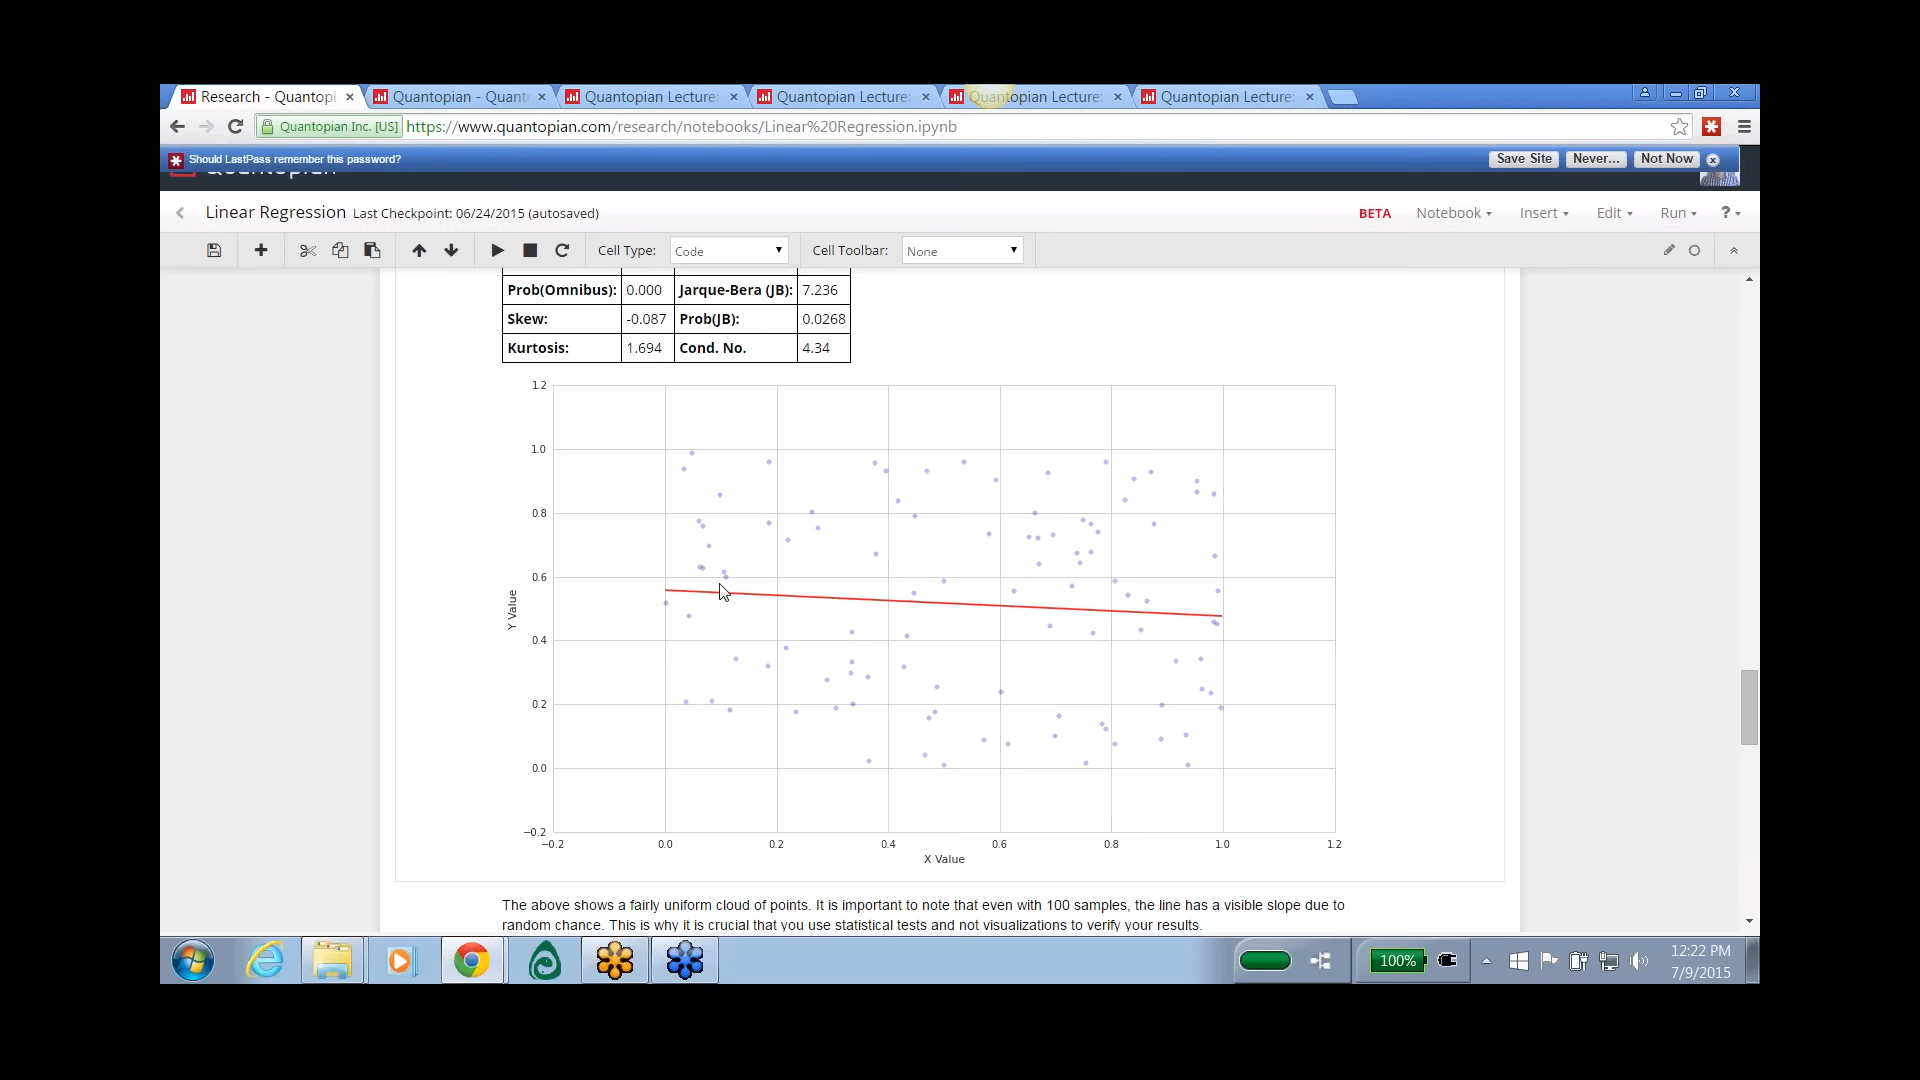 Research - Quantopi
Quantopian - Quant
Quantopian Lecture:
Quantopian Lecture:
Quantopian Lecture:
Quantopian Lecture:
Quantopian Inc. [US] https://www.quantopian.com/research/notebooks/Linear%20Regression.ipynb
Should LastPass remember this password? Save Site Never... Not Now
Linear Regression Last Checkpoint: 06/24/2015 (autosaved) BETA Notebook Insert Edit Run ?
Cell Type: Code Cell Toolbar: None
Prob(Omnibus): 0.000 Jarque-Bera (JB): 7.236
Skew: -0.087 Prob(JB): 0.0268
Kurtosis: 1.694 Cond. No. 4.34
1.2
1.0
0.8
0.6
Y Value
0.4
0.2
0.0
−0.2
−0.2 0.0 0.2 0.4 0.6 0.8 1.0 1.2
X Value
The above shows a fairly uniform cloud of points. It is important to note that even with 100 samples, the line has a visible slope due to
random chance. This is why it is crucial that you use statistical tests and not visualizations to verify your results.
100% 12:22 PM
7/9/2015